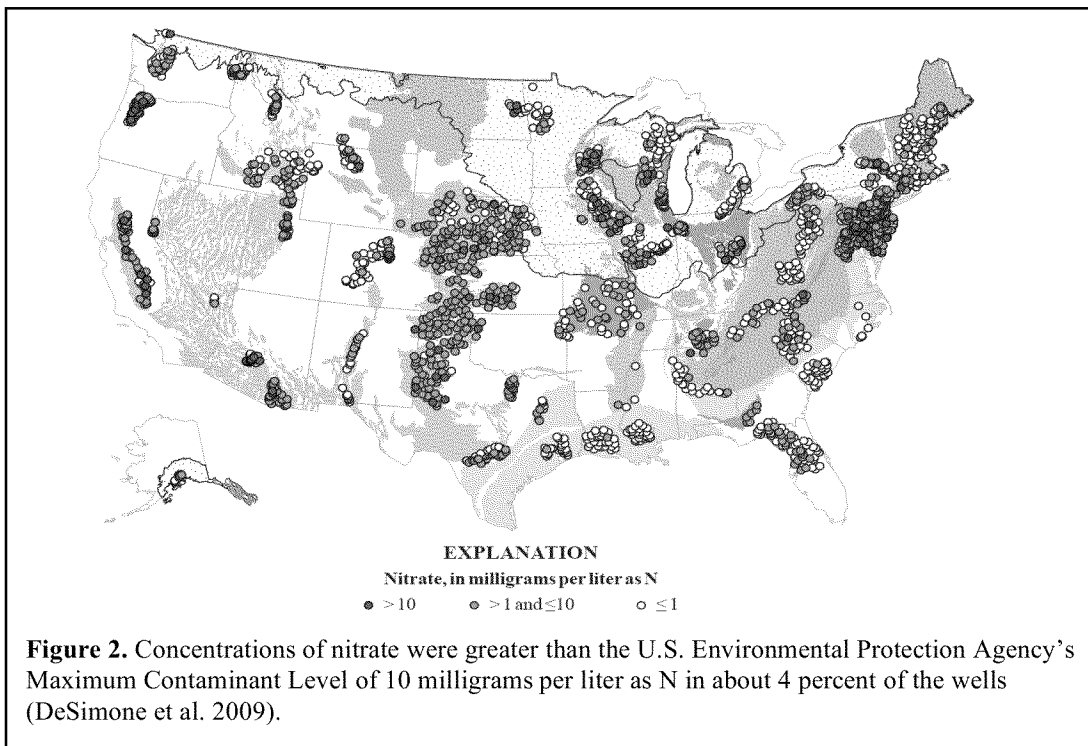 EXPLANATION
Nitrate, in milligrams per liter as N
> 10 > 1 and ≤10 ≤ 1
Figure 2. Concentrations of nitrate were greater than the U.S. Environmental Protection Agency’s
Maximum Contaminant Level of 10 milligrams per liter as N in about 4 percent of the wells
(DeSimone et al. 2009).